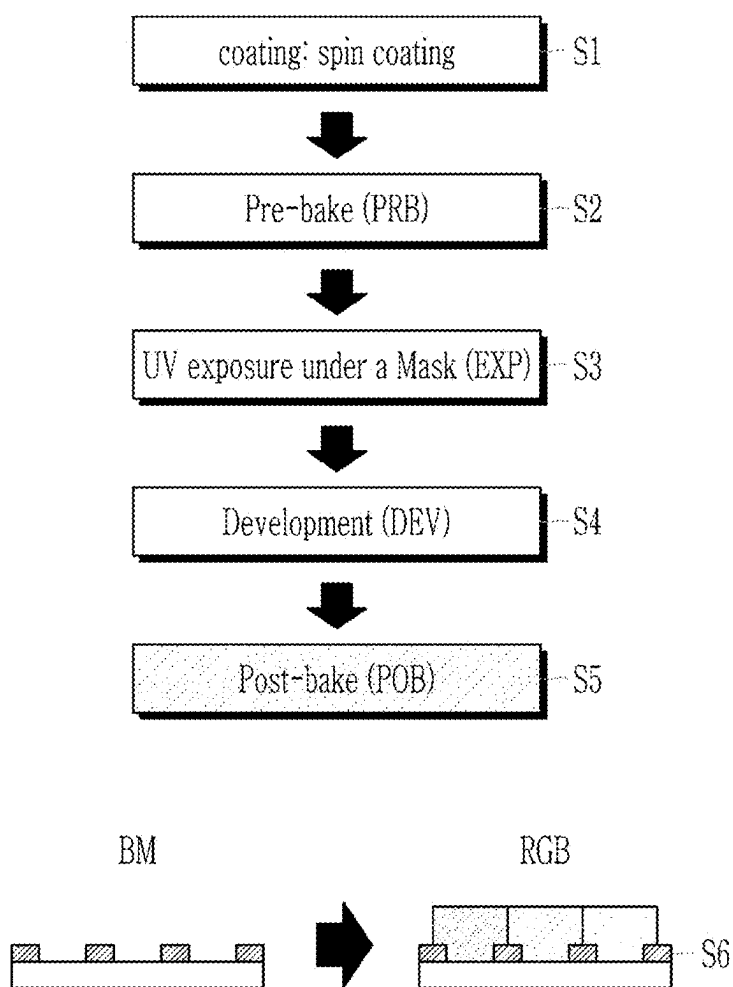 coating: spin coating S1
Pre-bake (PRB) S2
UV exposure under a Mask (EXP) S3
Development (DEV) S4
Post-bake (POB) S5
BM RGB
S6